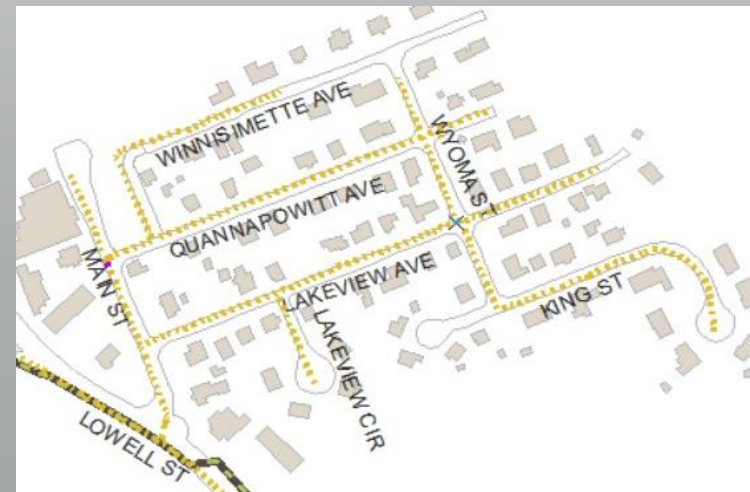 WINNISIMETTE AVE
WYOMA ST
QUANNAPOWITT AVE
MAIN ST
LAKEVIEW AVE
KING ST
LAKEVIEW CIR
LOWELL ST